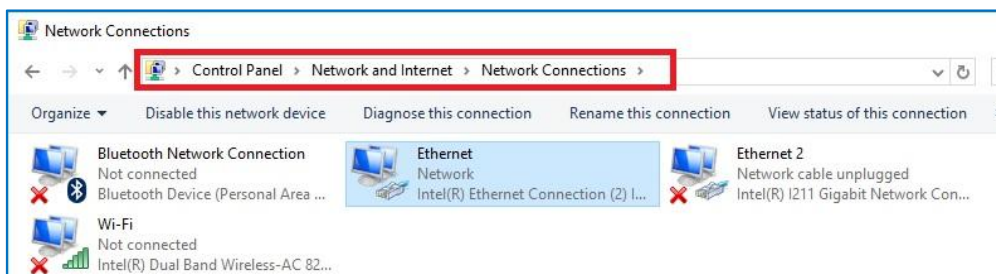 Network Connections
Control Panel > Network and Internet > Network Connections >
Organize Disable this network device Diagnose this connection Rename this connection View status of this connection
Bluetooth Network Connection
Not connected
Bluetooth Device (Personal Area ...
Ethernet
Network
Intel(R) Ethernet Connection (2) I...
Ethernet 2
Network cable unplugged
Intel(R) I211 Gigabit Network Con...
Wi-Fi
Not connected
Intel(R) Dual Band Wireless-AC 82...